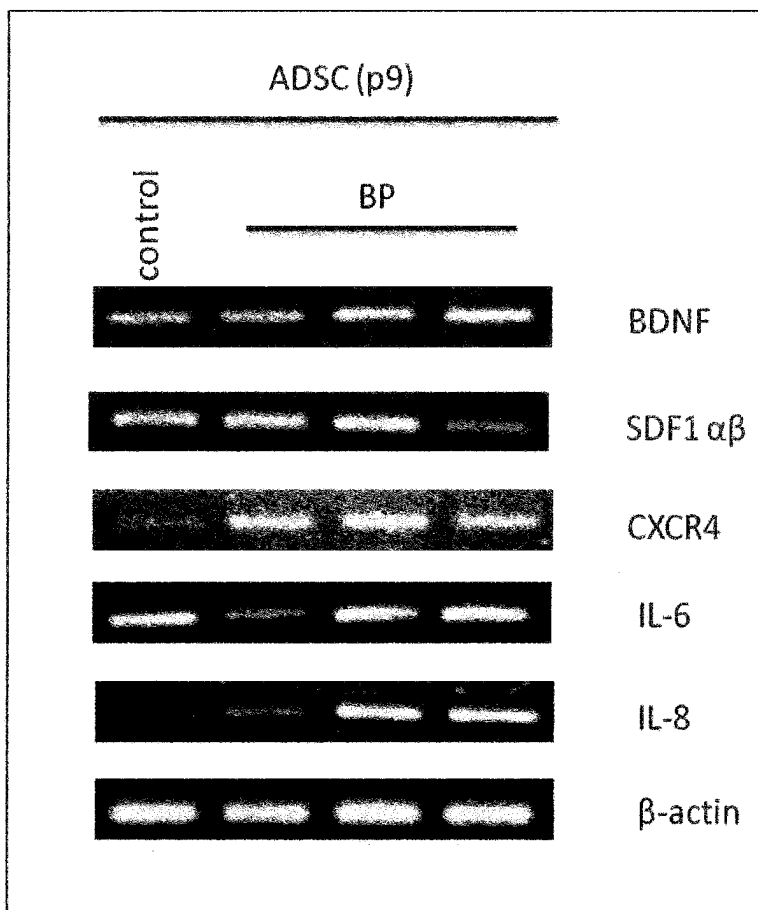 ADSC (p9)
control
BP
BDNF
SDF1 αβ
CXCR4
IL-6
IL-8
β-actin